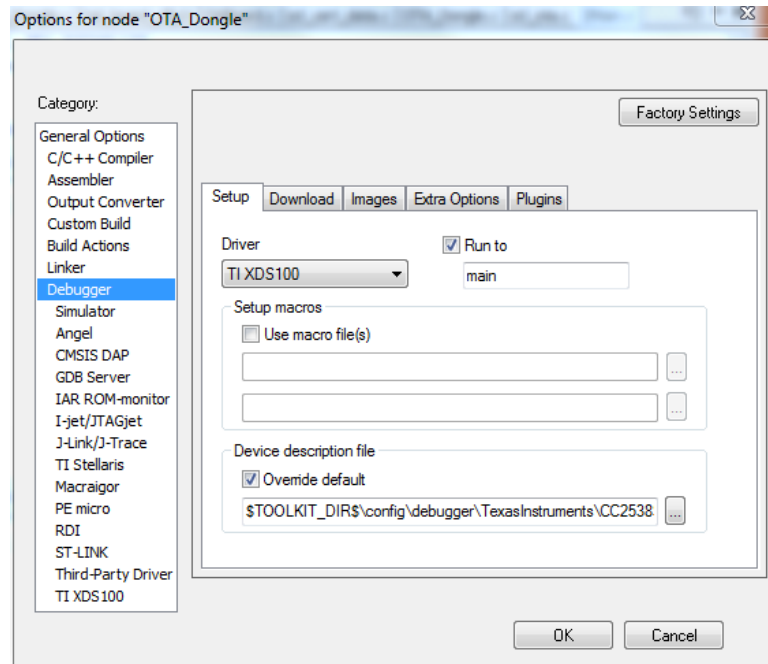 Options for node "OTA_Dongle"
Category:
General Options
C/C++ Compiler
Assembler
Output Converter
Custom Build
Build Actions
Linker
Debugger
Simulator
Angel
CMSIS DAP
GDB Server
IAR ROM-monitor
I-jet/JTAGjet
J-Link/J-Trace
TI Stellaris
Macraigor
PE micro
RDI
ST-LINK
Third-Party Driver
TI XDS100
Factory Settings
Setup Download Images Extra Options Plugins
Driver
TI XDS100
Run to
main
Setup macros
Use macro file(s)
...
...
Device description file
Override default
$TOOLKIT_DIR$\config\debugger\TexasInstruments\CC2538
...
OK Cancel